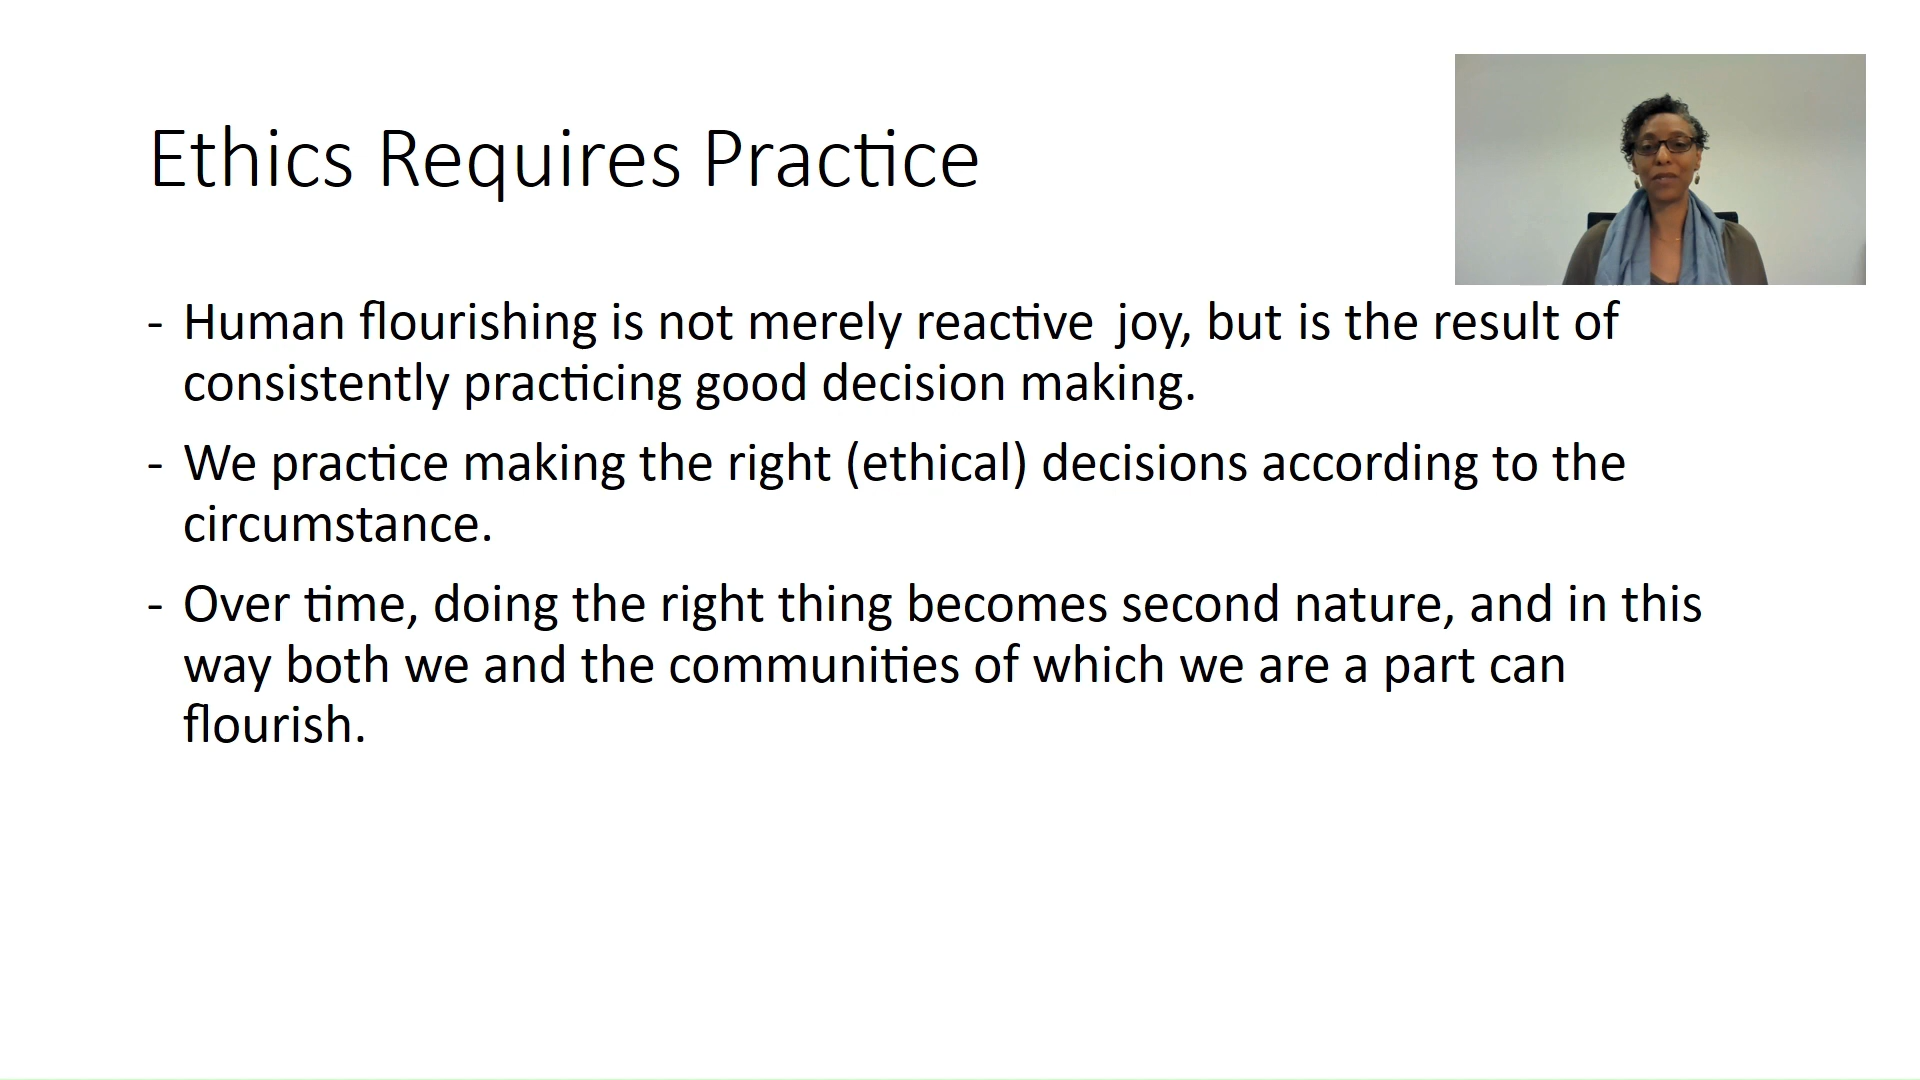 Ethics Requires Practice
- Human flourishing is not merely reactive joy, but is the result of
consistently practicing good decision making.
- We practice making the right (ethical) decisions according to the
circumstance.
- Over time, doing the right thing becomes second nature, and in this
way both we and the communities of which we are a part can
flourish.